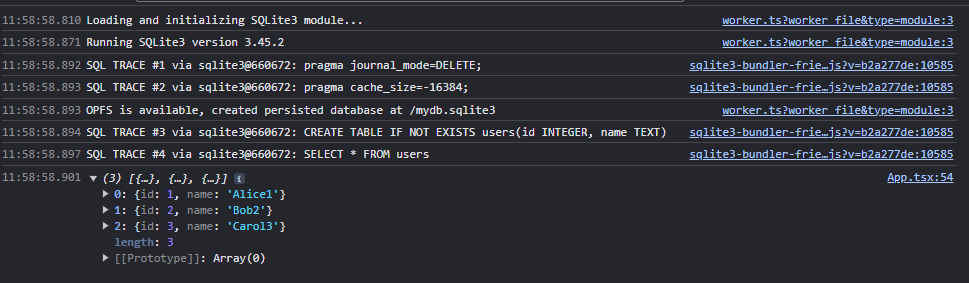 11:58:58.810 Loading and initializing SQLite3 module... worker.ts?worker_file&type=module:3
11:58:58.871 Running SQLite3 version 3.45.2 worker.ts?worker_file&type=module:3
11:58:58.892 SQL TRACE #1 via sqlite3@660672: pragma journal_mode=DELETE; sqlite3-bundler-frie…js?v=b2a277de:10585
11:58:58.893 SQL TRACE #2 via sqlite3@660672: pragma cache_size=-16384; sqlite3-bundler-frie…js?v=b2a277de:10585
11:58:58.893 OPFS is available, created persisted database at /mydb.sqlite3 worker.ts?worker_file&type=module:3
11:58:58.894 SQL TRACE #3 via sqlite3@660672: CREATE TABLE IF NOT EXISTS users(id INTEGER, name TEXT) sqlite3-bundler-frie…js?v=b2a277de:10585
11:58:58.897 SQL TRACE #4 via sqlite3@660672: SELECT * FROM users sqlite3-bundler-frie…js?v=b2a277de:10585
11:58:58.901 (3) [{…}, {…}, {…}] i App.tsx:54
0: {id: 1, name: 'Alice1'}
1: {id: 2, name: 'Bob2'}
2: {id: 3, name: 'Carol3'}
length: 3
[[Prototype]]: Array(0)